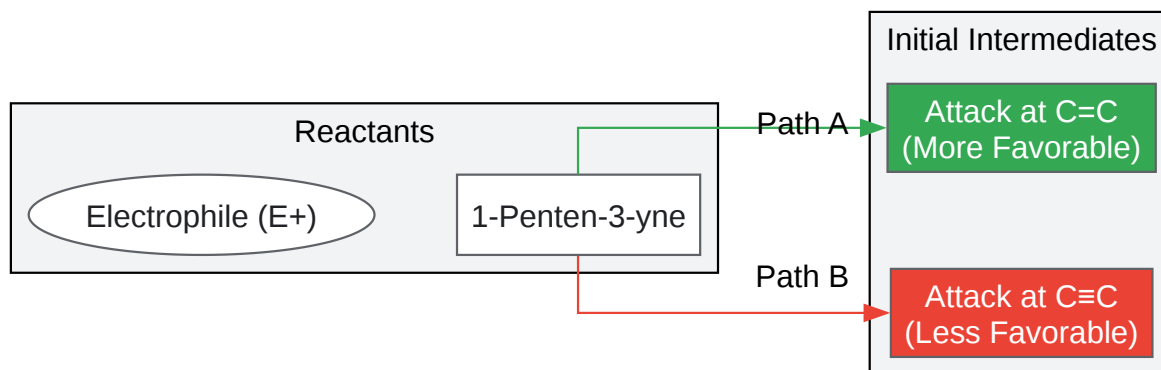 Initial Intermediates
Reactants
Path A
Attack at C=C
(More Favorable)
Electrophile (E+)
1-Penten-3-yne
Path B
Attack at C≡C
(Less Favorable)